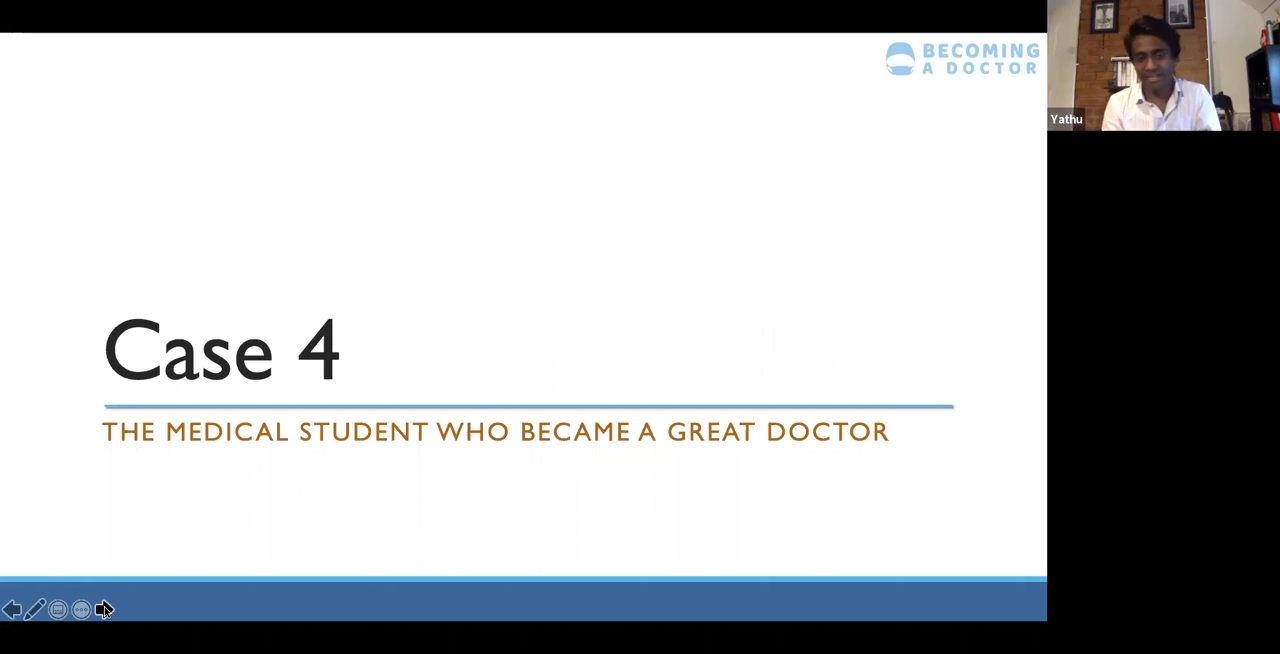 BECOMING
A DOCTOR
Yathu
Case 4
THE MEDICAL STUDENT WHO BECAME A GREAT DOCTOR